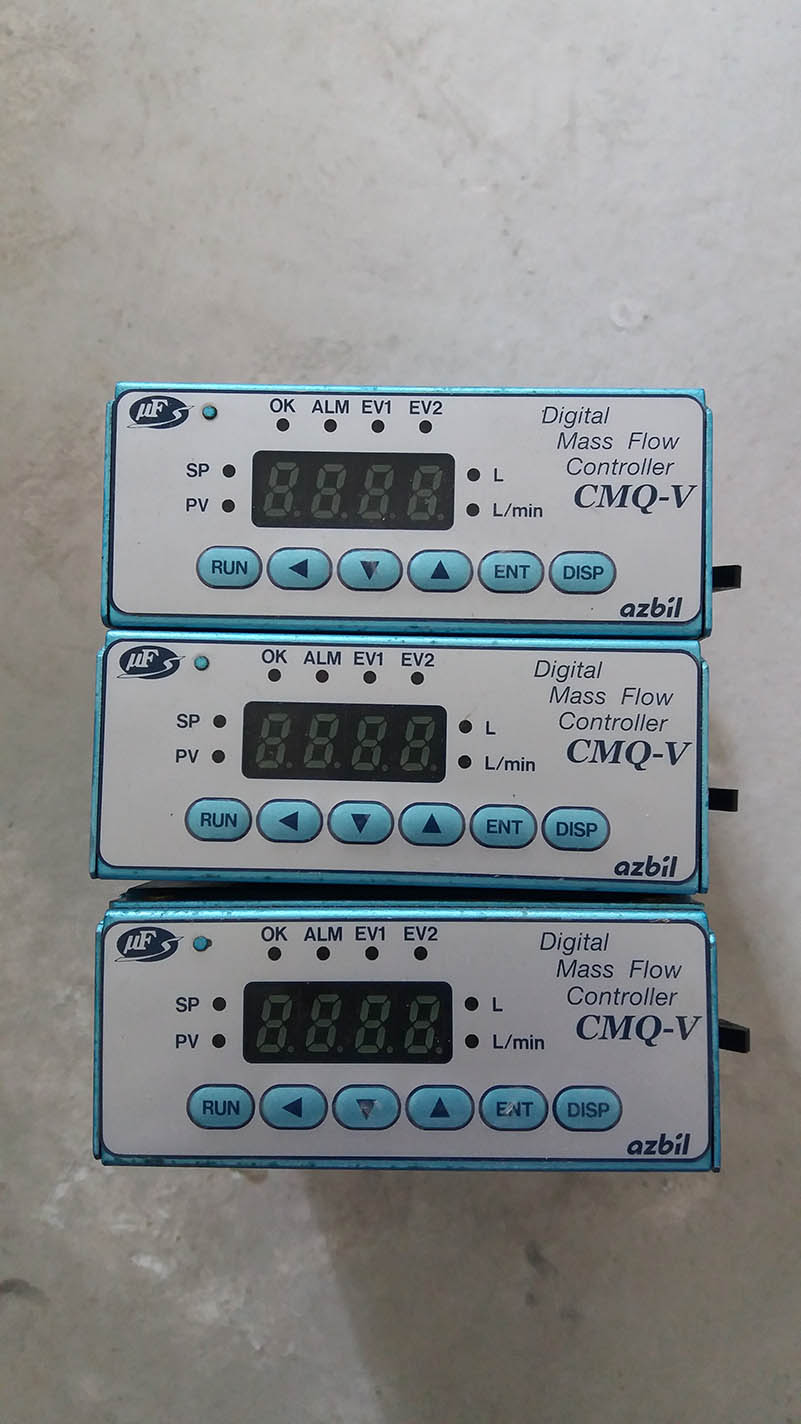 μFS
OK ALM EV1 EV2
Digital
Mass Flow
Controller
CMQ-V
SP
PV
L
L/min
RUN ENT DISP
azbil
μFS
OK ALM EV1 EV2
Digital
Mass Flow
Controller
CMQ-V
SP
PV
L
L/min
RUN ENT DISP
azbil
μFS
OK ALM EV1 EV2
Digital
Mass Flow
Controller
CMQ-V
SP
PV
L
L/min
RUN ENT DISP
azbil